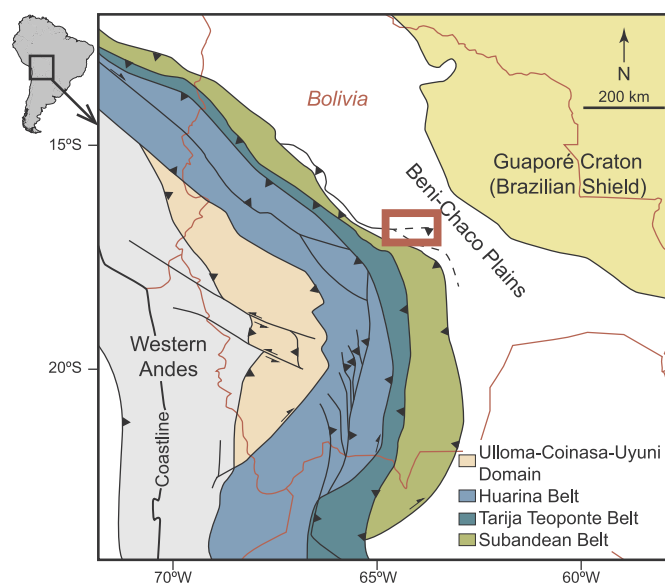 N
200 km
Bolivia
15ºS
Guaporé Craton
(Brazilian Shield)
Beni-Chaco Plains
Western
Andes
20ºS
Coastline
Ulloma-Coinasa-Uyuni
Domain
Huarina Belt
Tarija Teoponte Belt
Subandean Belt
70ºW
65ºW
60ºW